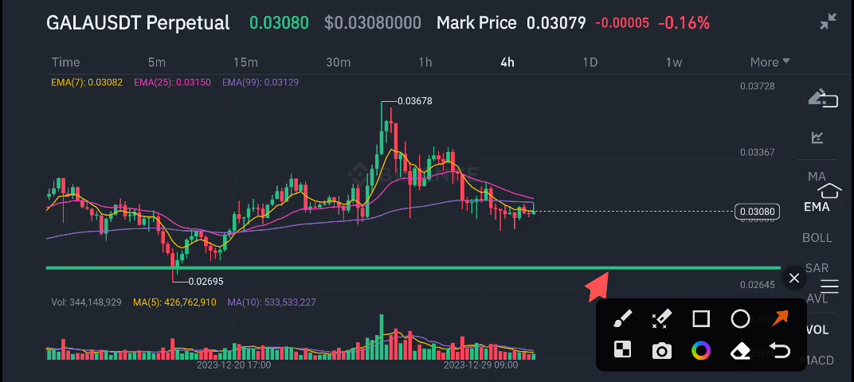 GALAUSDT Perpetual 0.03080 $0.03080000 Mark Price 0.03079 -0.00005 -0.16%
Time 5m 15m 30m 1h 4h 1D 1w More
EMA(7): 0.03082 EMA(25): 0.03150 EMA(99): 0.03129
0.03728
0.03678
0.03367
BINANCE
MA
EMA
0.03080
BOLL
SAR
0.02695
0.02645
AVL
Vol: 344,148,929 MA(5): 426,762,910 MA(10): 533,533,227
VOL
MACD
2023-12-20 17:00 2023-12-29 09:00